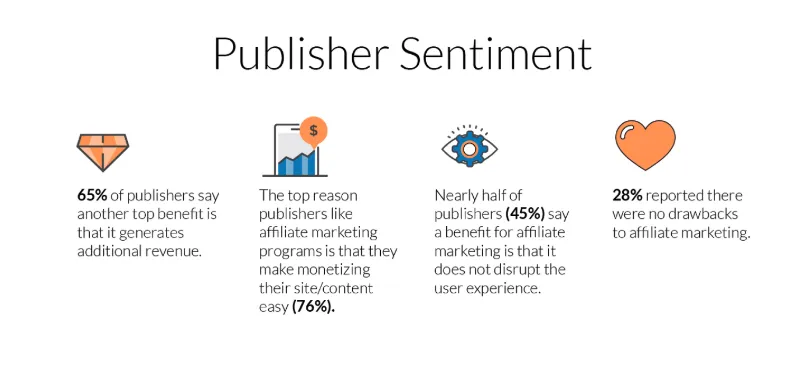 Publisher Sentiment
$
65% of publishers say
another top benefit is
that it generates
additional revenue.
The top reason
publishers like
affiliate marketing
programs is that they
make monetizing
their site/content
easy (76%).
Nearly half of
publishers (45%) say
a benefit for affiliate
marketing is that it
does not disrupt the
user experience.
28% reported there
were no drawbacks
to affiliate marketing.